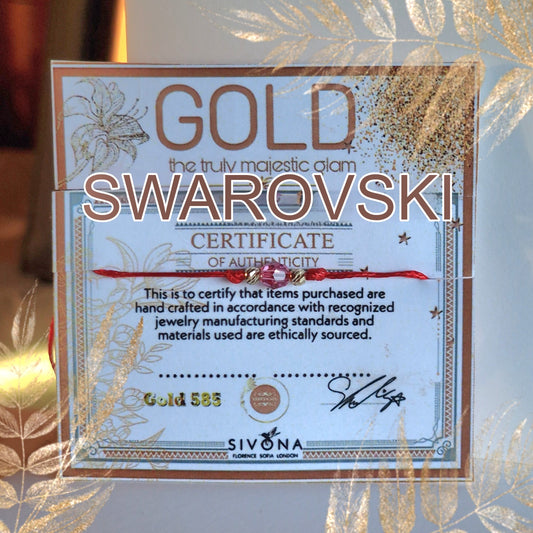 GOLD
the truly majestic glam
SWAROVSKI
CERTIFICATE
OF AUTHENTICITY
This is to certify that items purchased are
hand crafted in accordance with recognized
jewelry manufacturing standards and
materials used are ethically sourced.
Gold 585
SIVONA
FLORENCE SOFIA LONDON